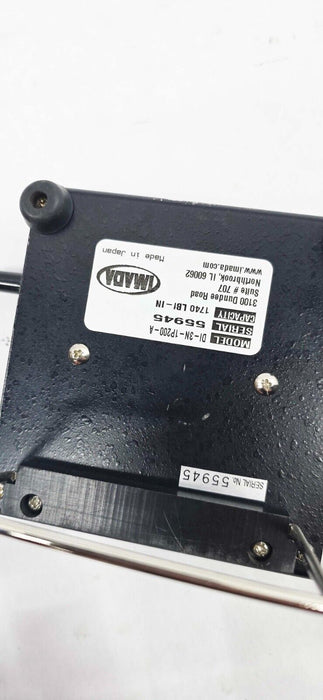 MODEL DI-3N-1P200-A
SERIAL 55945
CAPACITY 1740 LBf-IN
3100 Dundee Road
Suite # 707
Northbrook, IL 60062
www.imada.com
IMADA
Made in Japan
SERIAL No. 55945